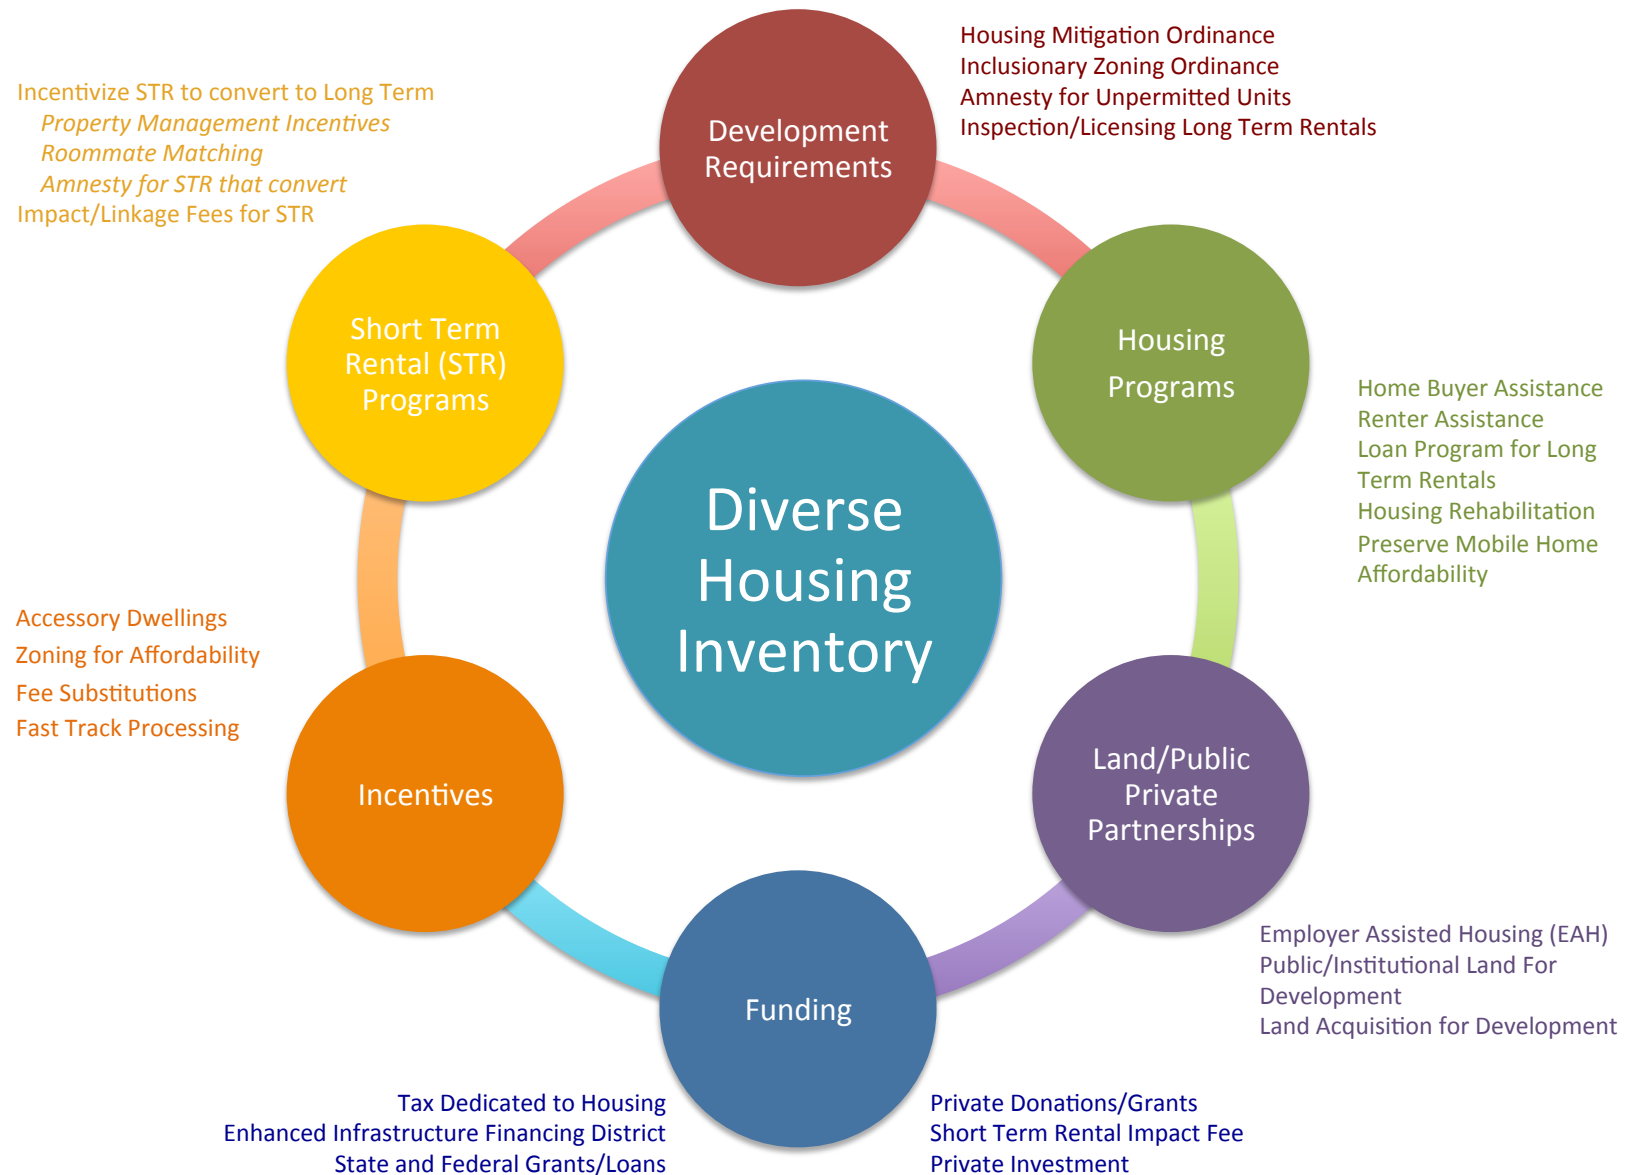 Housing Mitigation Ordinance
Inclusionary Zoning Ordinance
Amnesty for Unpermitted Units
Inspection/Licensing Long Term Rentals
Incentivize STR to convert to Long Term
Property Management Incentives
Roommate Matching
Amnesty for STR that convert
Impact/Linkage Fees for STR
Development
Requirements
Short Term
Rental (STR)
Programs
Housing
Programs
Home Buyer Assistance
Renter Assistance
Loan Program for Long
Term Rentals
Housing Rehabilitation
Preserve Mobile Home
Affordability
Diverse
Housing
Inventory
Accessory Dwellings
Zoning for Affordability
Fee Substitutions
Fast Track Processing
Incentives
Land/Public
Private
Partnerships
Employer Assisted Housing (EAH)
Public/Institutional Land For
Development
Land Acquisition for Development
Funding
Tax Dedicated to Housing
Enhanced Infrastructure Financing District
State and Federal Grants/Loans
Private Donations/Grants
Short Term Rental Impact Fee
Private Investment